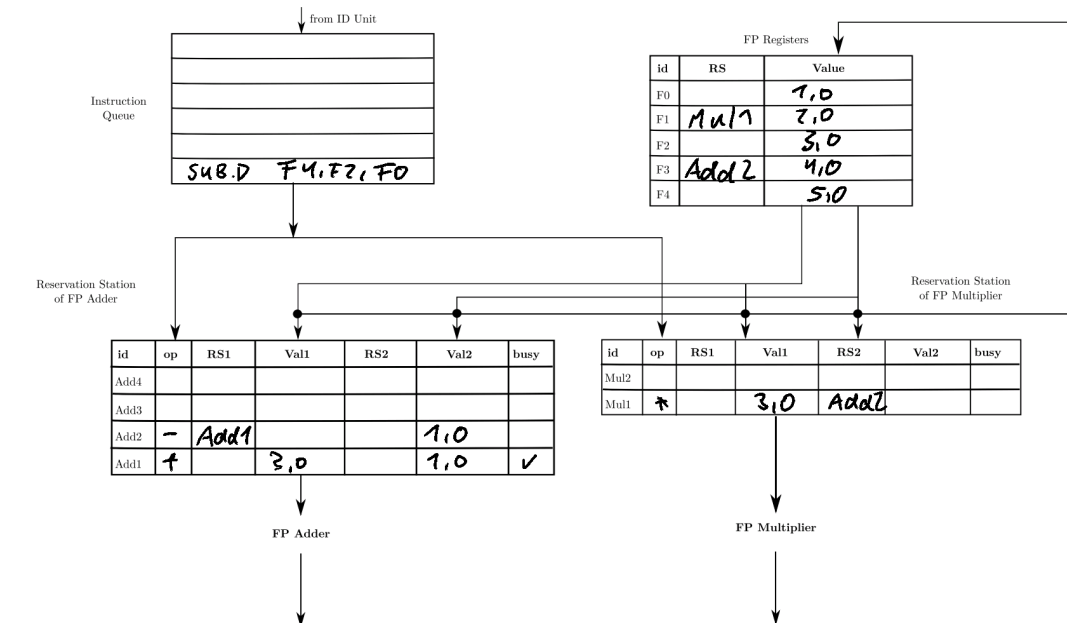 from ID Unit
FP Registers
id RS Value
F0 1,0
F1 Mul1 2,0
F2 3,0
F3 Add2 4,0
F4 5,0
Instruction
Queue
SUB.D F4, F2, F0
Reservation Station
of FP Adder
Reservation Station
of FP Multiplier
id op RS1 Val1 RS2 Val2 busy
Add4
Add3
Add2 - Add1 1,0
Add1 + 3,0 1,0 ✓
id op RS1 Val1 RS2 Val2 busy
Mul2
Mul1 * 3,0 Add2
FP Adder
FP Multiplier